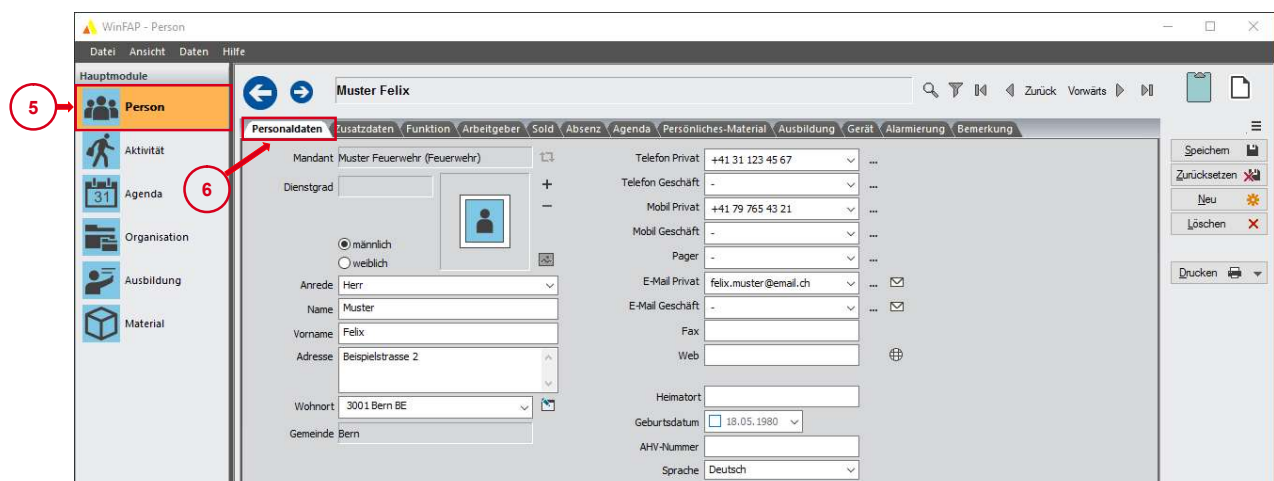 WinFAP - Person
Datei Ansicht Daten Hilfe
Hauptmodule
5
Person
Aktivität
31
Agenda
Organisation
Ausbildung
Material
Muster Felix
Zurück Vorwärts
Personaldaten Zusatzdaten Funktion Arbeitgeber Sold Absenz Agenda Persönliches-Material Ausbildung Gerät Alarmierung Bemerkung
6
Mandant Muster Feuerwehr (Feuerwehr)
Dienstgrad
+
−
männlich
weiblich
Anrede Herr
Name Muster
Vorname Felix
Adresse Beispielstrasse 2
Wohnort 3001 Bern BE
Gemeinde Bern
Telefon Privat +41 31 123 45 67 ...
Telefon Geschäft - ...
Mobil Privat +41 79 765 43 21 ...
Mobil Geschäft - ...
Pager - ...
E-Mail Privat felix.muster@email.ch ...
E-Mail Geschäft - ...
Fax
Web
Heimatort
Geburtsdatum 18.05.1980
AHV-Nummer
Sprache Deutsch
Speichern
Zurücksetzen
Neu
Löschen
Drucken